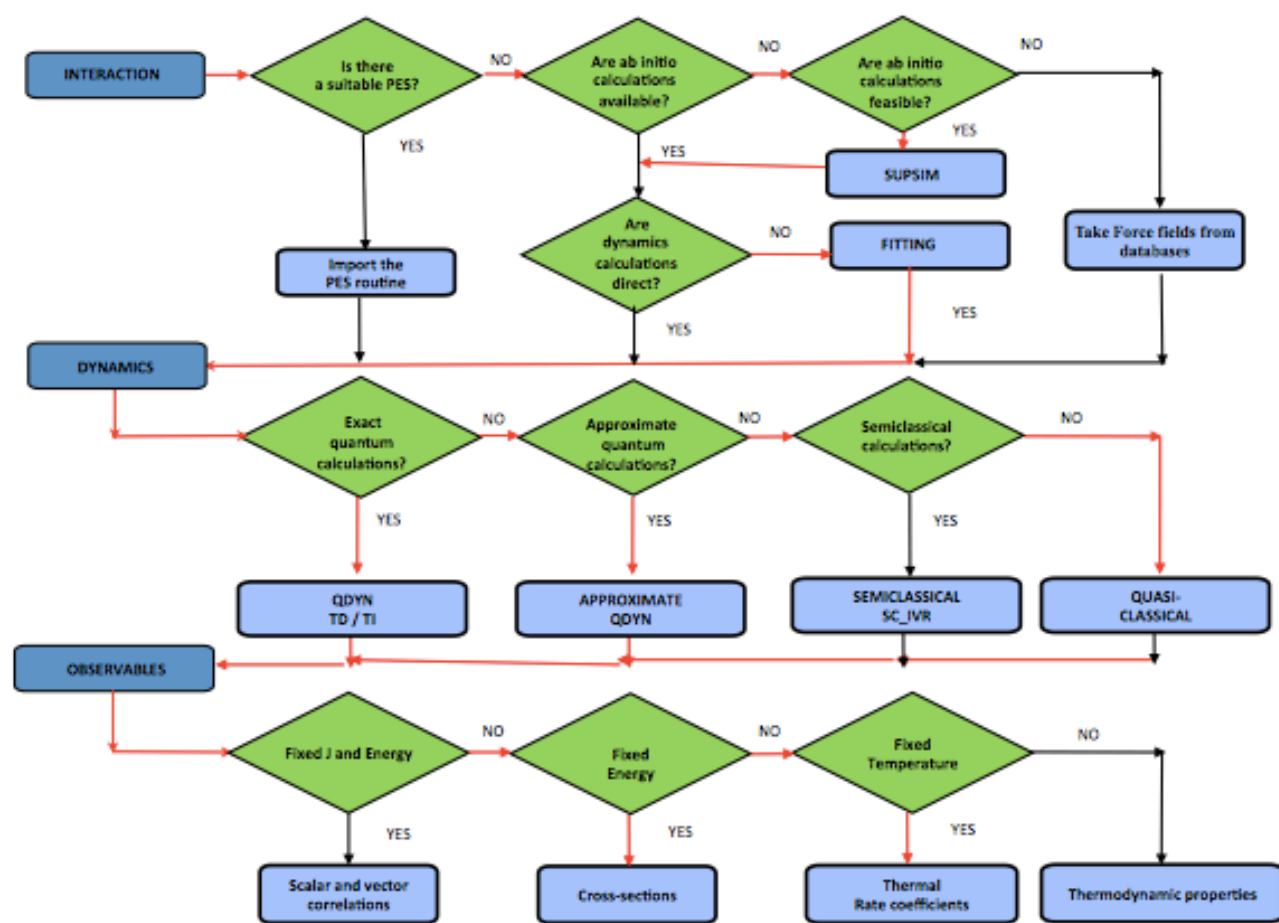 INTERACTION
Is there
a suitable PES?
NO
Are ab initio
calculations
available?
NO
Are ab initio
calculations
feasible?
NO
YES
YES
YES
SUPSIM
Import the
PES routine
Are
dynamics
calculations
direct?
NO
FITTING
Take Force fields from
databases
YES
YES
DYNAMICS
Exact
quantum
calculations?
NO
Approximate
quantum
calculations?
NO
Semiclassical
calculations?
NO
YES
YES
YES
QDYN
TD / TI
APPROXIMATE
QDYN
SEMICLASSICAL
SC_IVR
QUASI-
CLASSICAL
OBSERVABLES
Fixed J and Energy
NO
Fixed
Energy
NO
Fixed
Temperature
NO
YES
YES
YES
Scalar and vector
correlations
Cross-sections
Thermal
Rate coefficients
Thermodynamic properties